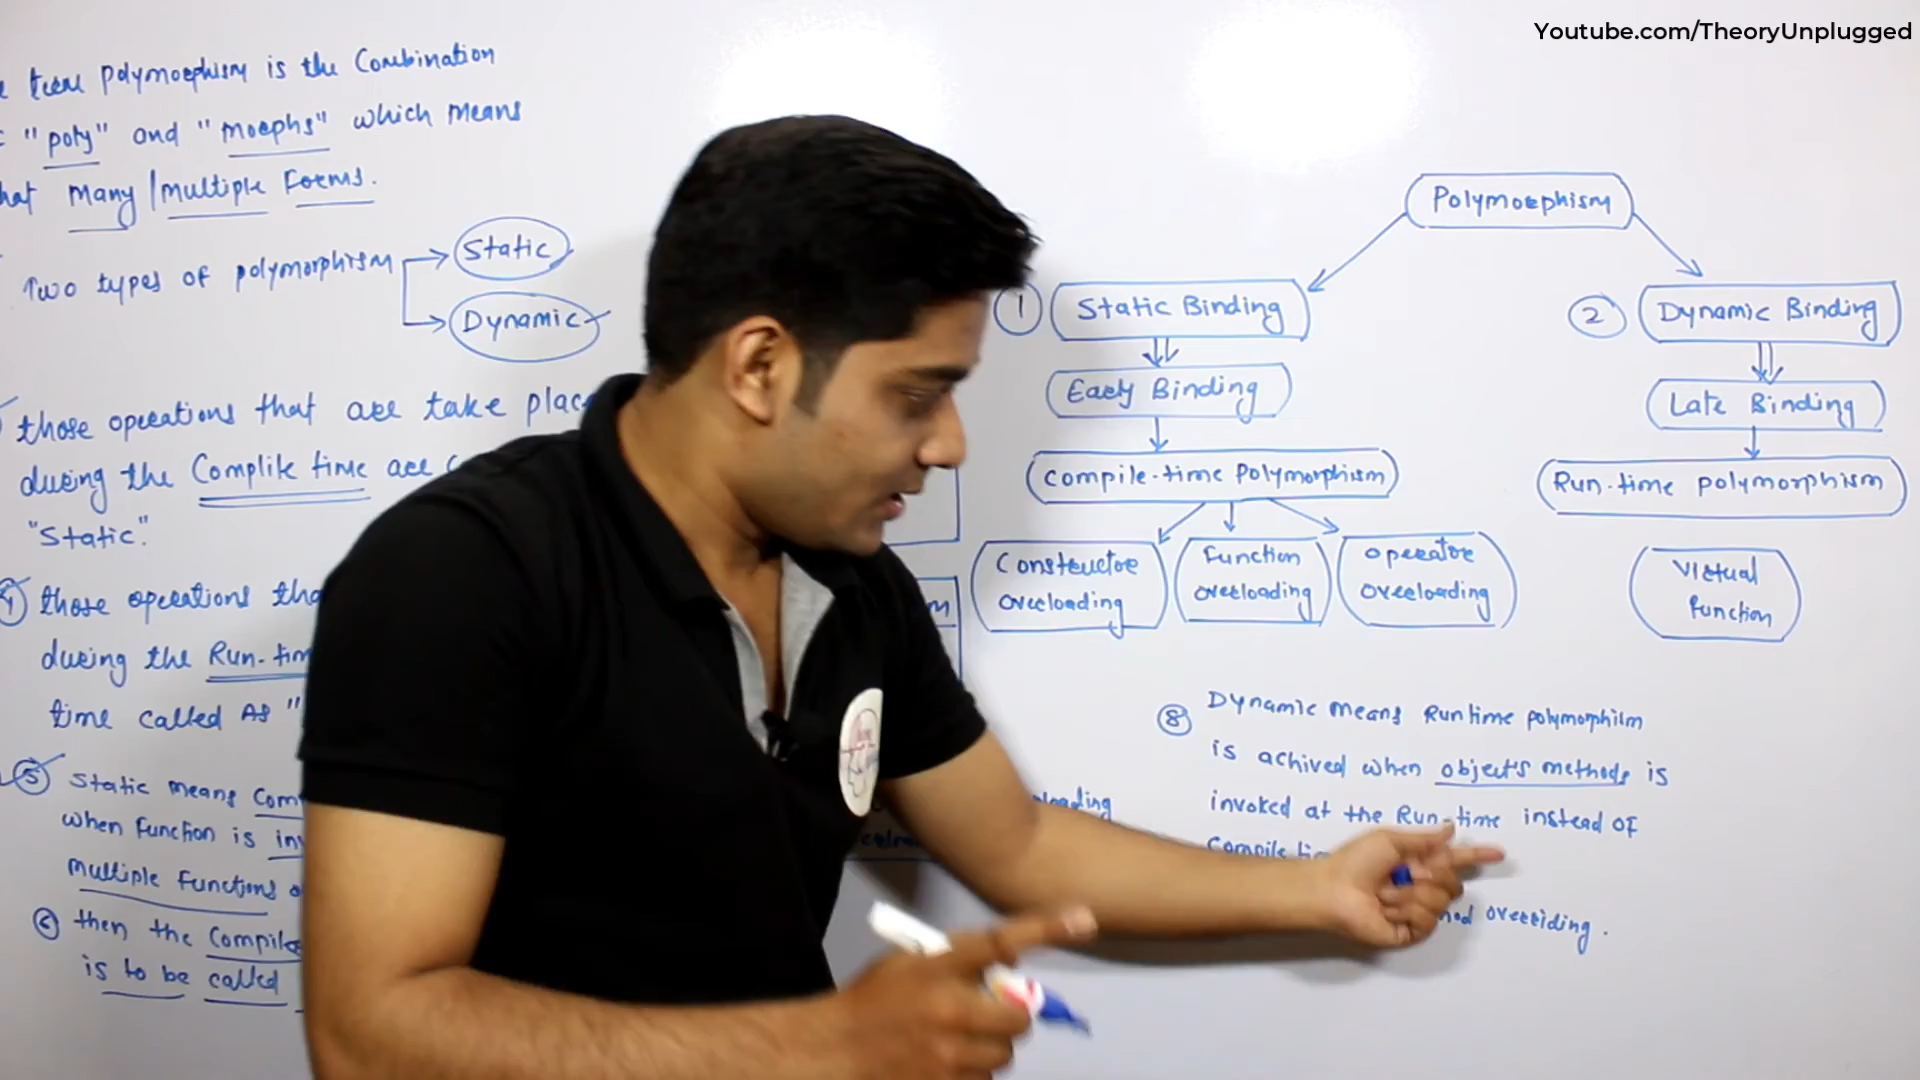 Youtube.com/TheoryUnplugged
term polymorphism is the Combination
"poly" and "morphs" which means
Many / multiple Forms.
Two types of polymorphism
Static
Dynamic
those operations that are take
during the Complile time are
"Static".
those operations
during the Run-
time called As "
5 Static means
when Function is
multiple Functions
6 then the Compile
is to be called
Polymorphism
1 Static Binding
Early Binding
Compile-time Polymorphism
Constructor
overloading
Function
overloading
operator
overloading
2 Dynamic Binding
Late Binding
Run-time polymorphism
Virtual
function
8 Dynamic means Runtime polymorphilm
is achived when object's methods is
invoked at the Run-time instead of
Compile
overriding.